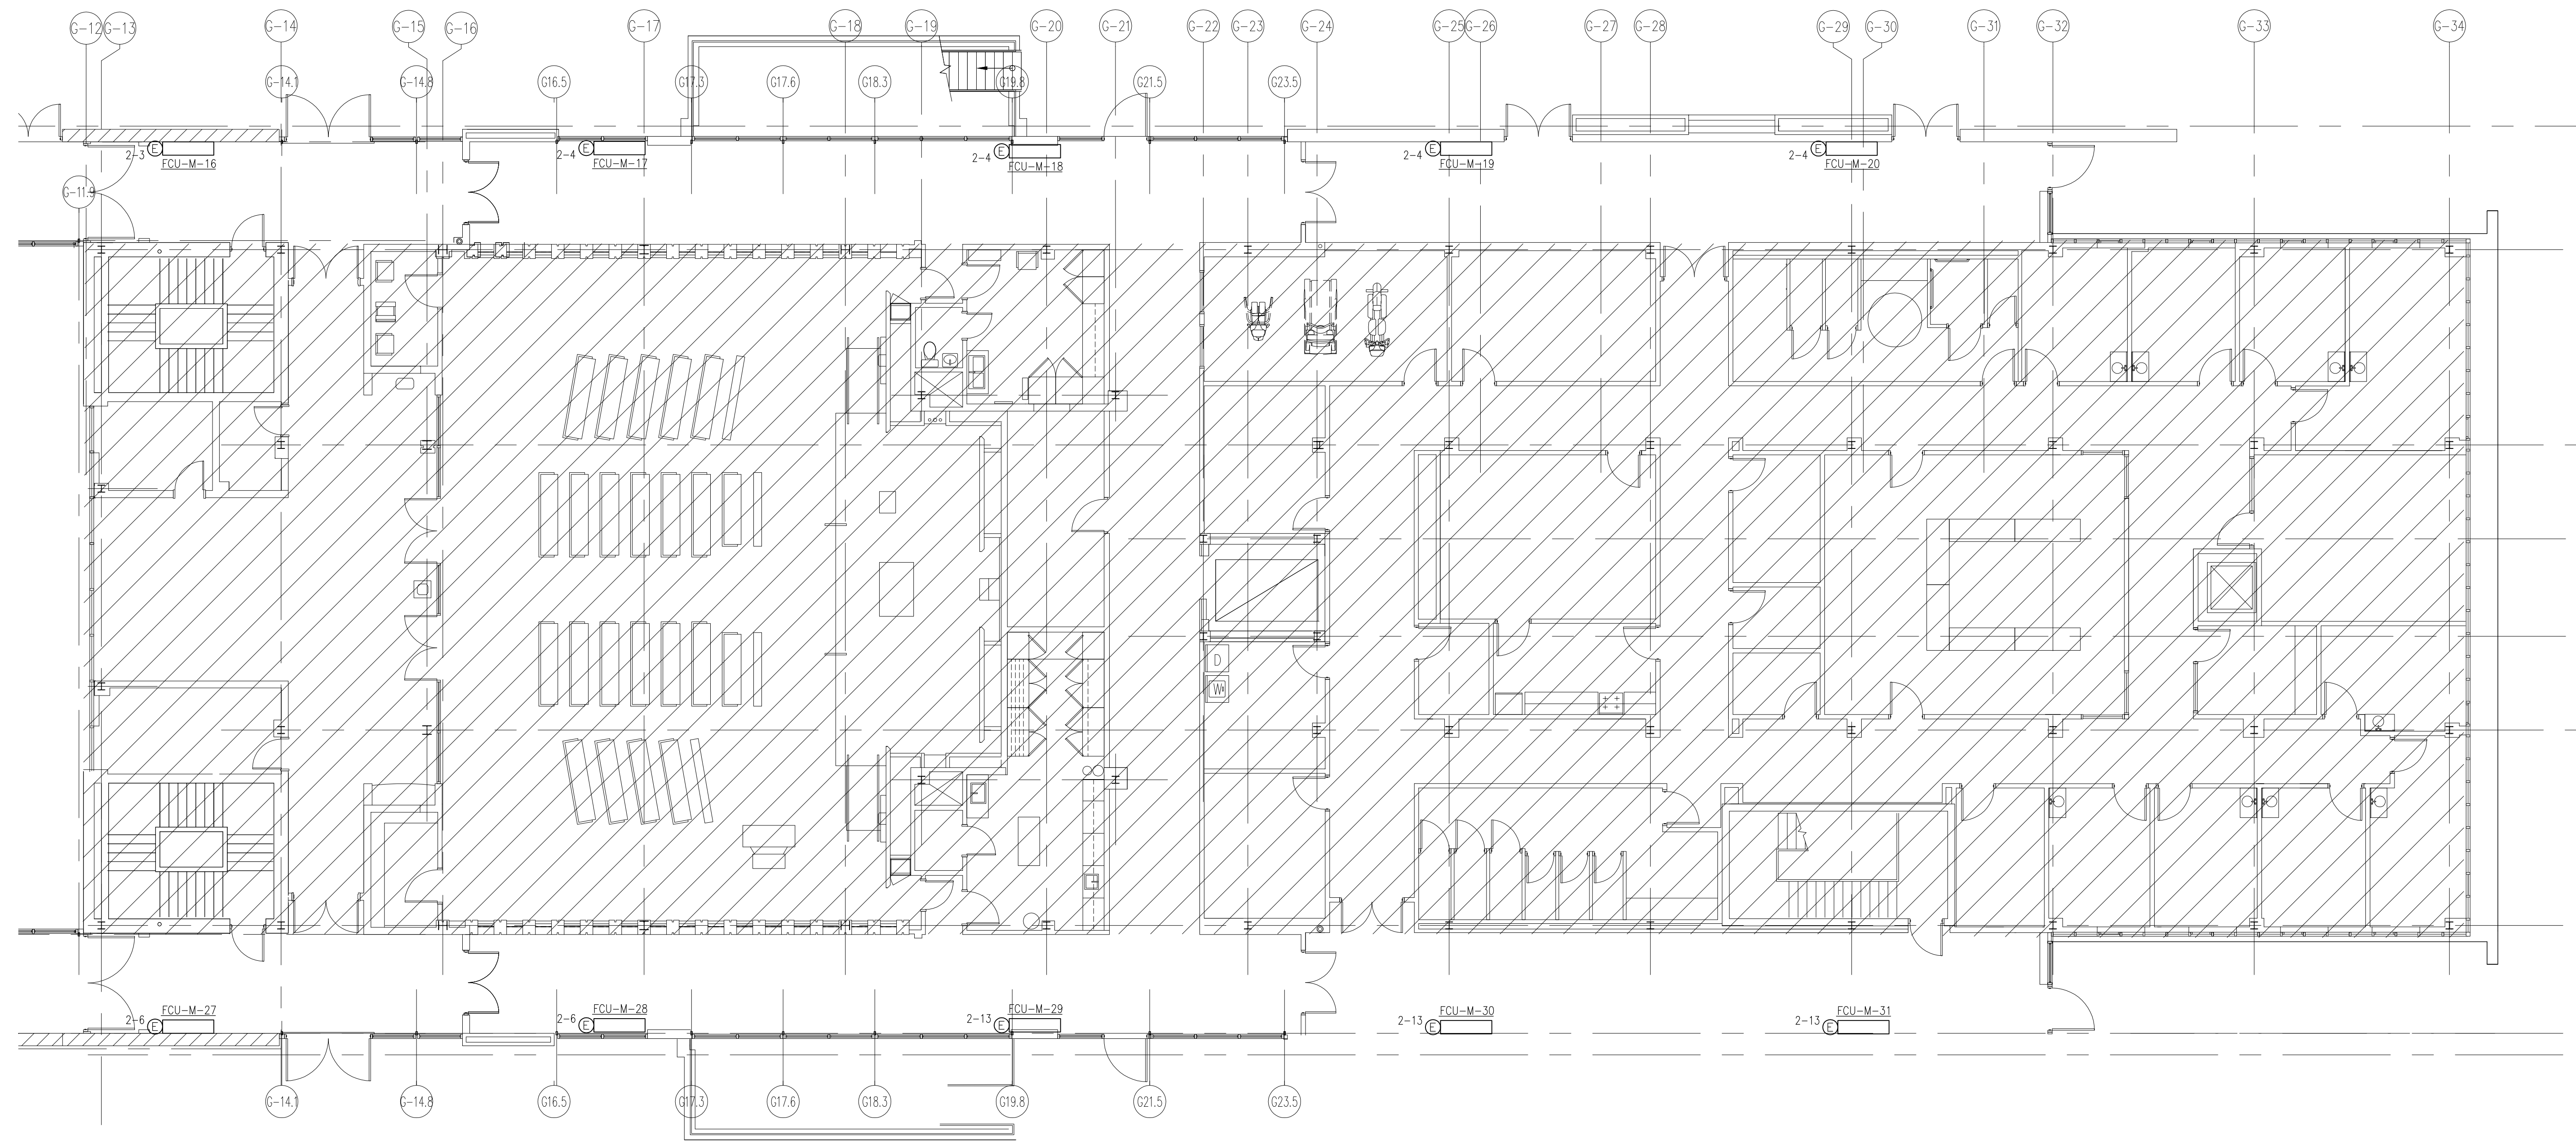 G-12 G-13 G-14 G-15 G-16 G-17 G-18 G-19 G-20 G-21 G-22 G-23 G-24 G-25 G-26 G-27 G-28 G-29 G-30 G-31 G-32 G-33 G-34
G-14.1 G-14.8 G16.5 G17.3 G17.6 G18.3 G19.8 G21.5 G23.5
2-3 E FCU-M-16
2-4 E FCU-M-17
2-4 E FCU-M-18
2-4 E FCU-M-19
2-4 E FCU-M-20
G-11.9
D
W
FCU-M-27
2-6 E
FCU-M-28
2-6 E
FCU-M-29
2-13 E
FCU-M-30
2-13 E
FCU-M-31
2-13 E
G-14.1 G-14.8 G16.5 G17.3 G17.6 G18.3 G19.8 G21.5 G23.5